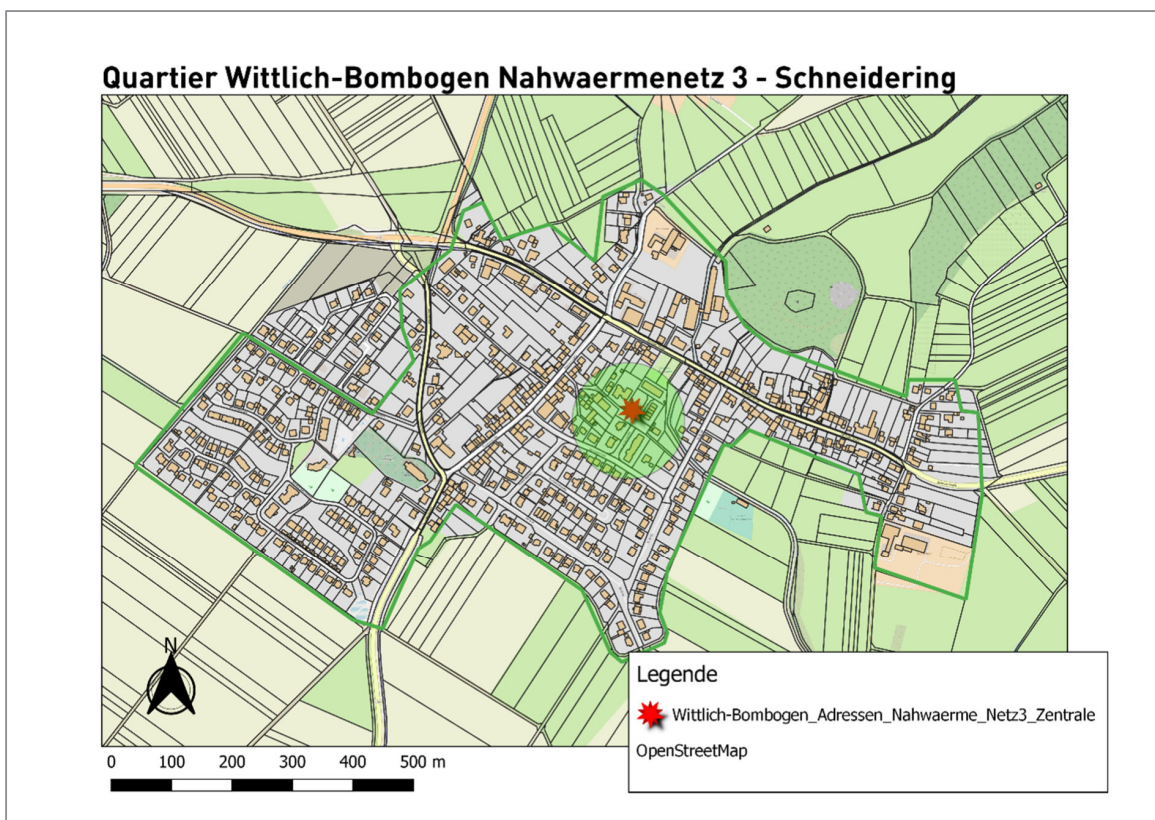 Quartier Wittlich-Bombogen Nahwaermenetz 3 - Schneidering
N
0 100 200 300 400 500 m
Legende
Wittlich-Bombogen_Adressen_Nahwaerme_Netz3_Zentrale
OpenStreetMap